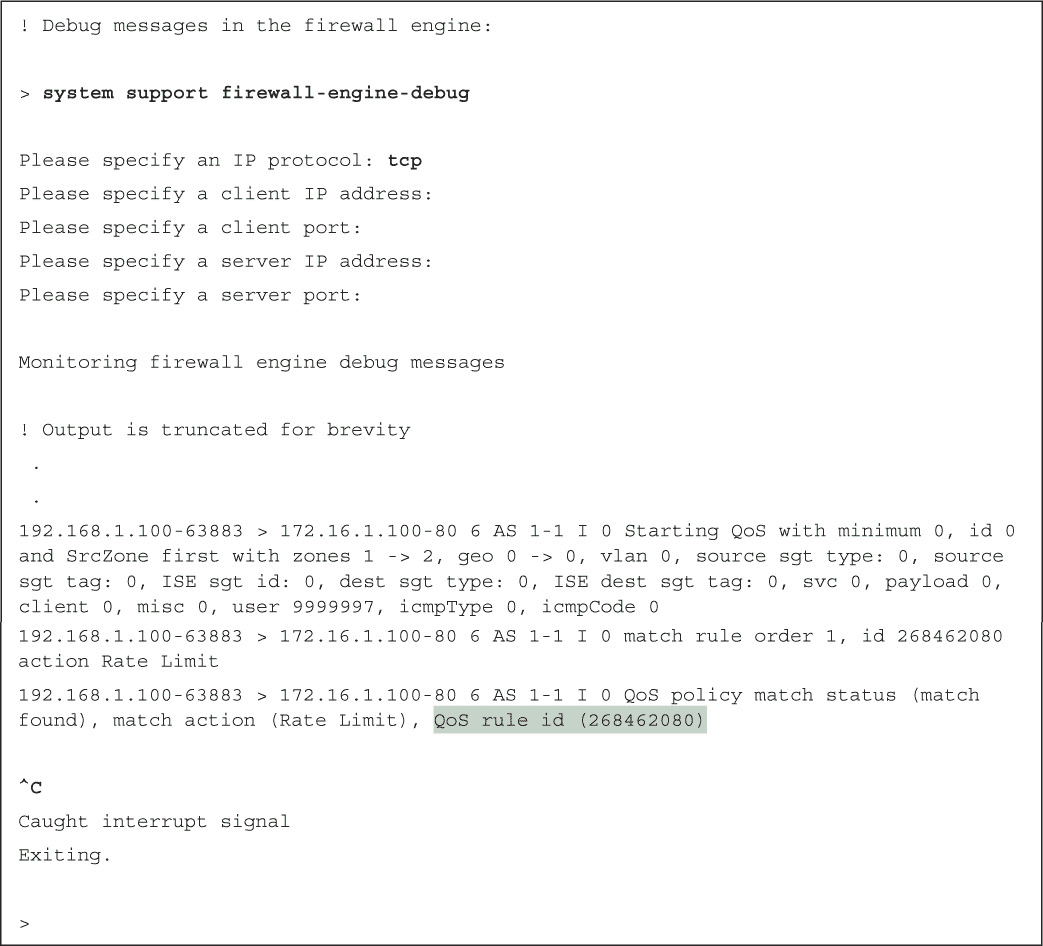 ! Debug messages in the firewall engine:
> system support firewall-engine-debug
Please specify an IP protocol: tcp
Please specify a client IP address:
Please specify a client port:
Please specify a server IP address:
Please specify a server port:
Monitoring firewall engine debug messages
! Output is truncated for brevity
.
.
192.168.1.100-63883 > 172.16.1.100-80 6 AS 1-1 I 0 Starting QoS with minimum 0, id 0
and SrcZone first with zones 1 -> 2, geo 0 -> 0, vlan 0, source sgt type: 0, source
sgt tag: 0, ISE sgt id: 0, dest sgt type: 0, ISE dest sgt tag: 0, svc 0, payload 0,
client 0, misc 0, user 9999997, icmpType 0, icmpCode 0
192.168.1.100-63883 > 172.16.1.100-80 6 AS 1-1 I 0 match rule order 1, id 268462080
action Rate Limit
192.168.1.100-63883 > 172.16.1.100-80 6 AS 1-1 I 0 QoS policy match status (match
found), match action (Rate Limit), QoS rule id (268462080)
^C
Caught interrupt signal
Exiting.
>